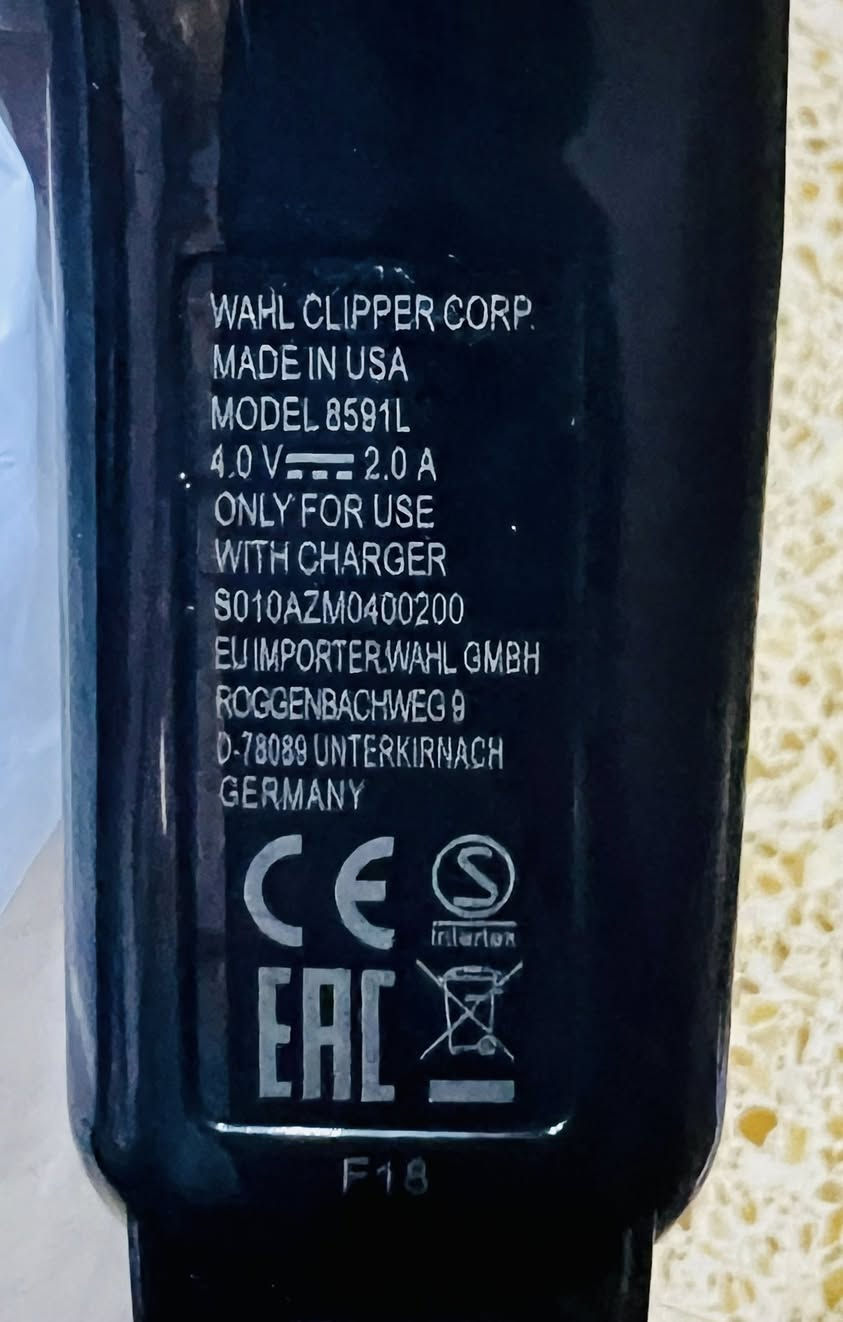 WAHL CLIPPER CORP.
MADE IN USA
MODEL 8591L
4.0 V⎓2.0 A
ONLY FOR USE
WITH CHARGER
S010AZM0400200
EU IMPORTER.WAHL GMBH
ROGGENBACHWEG 9
D-78089 UNTERKIRNACH
GERMANY
CE S
Intertek
EAC
F18